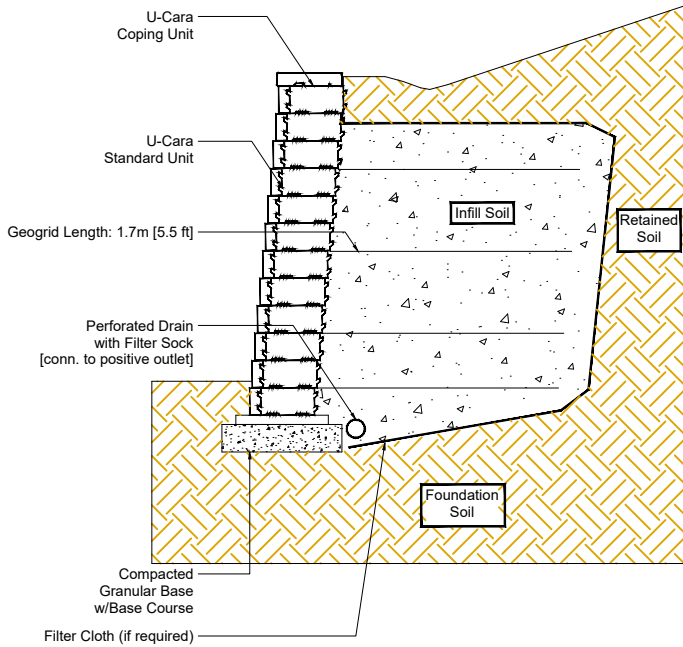 U-Cara
Coping Unit
U-Cara
Standard Unit
Infill Soil
Retained
Soil
Geogrid Length: 1.7m [5.5 ft]
Perforated Drain
with Filter Sock
[conn. to positive outlet]
Foundation
Soil
Compacted
Granular Base
w/Base Course
Filter Cloth (if required)